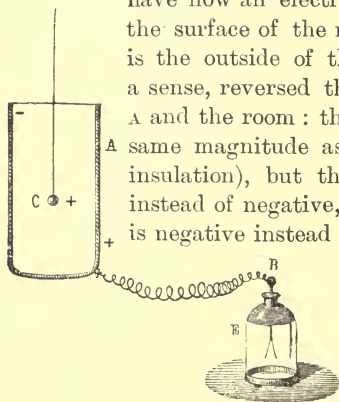 have now an electri
the surface of the r
is the outside of th
a sense, reversed th
A and the room : th
same magnitude as
insulation), but th
instead of negative,
is negative instead
-
A
C +
+
B
E